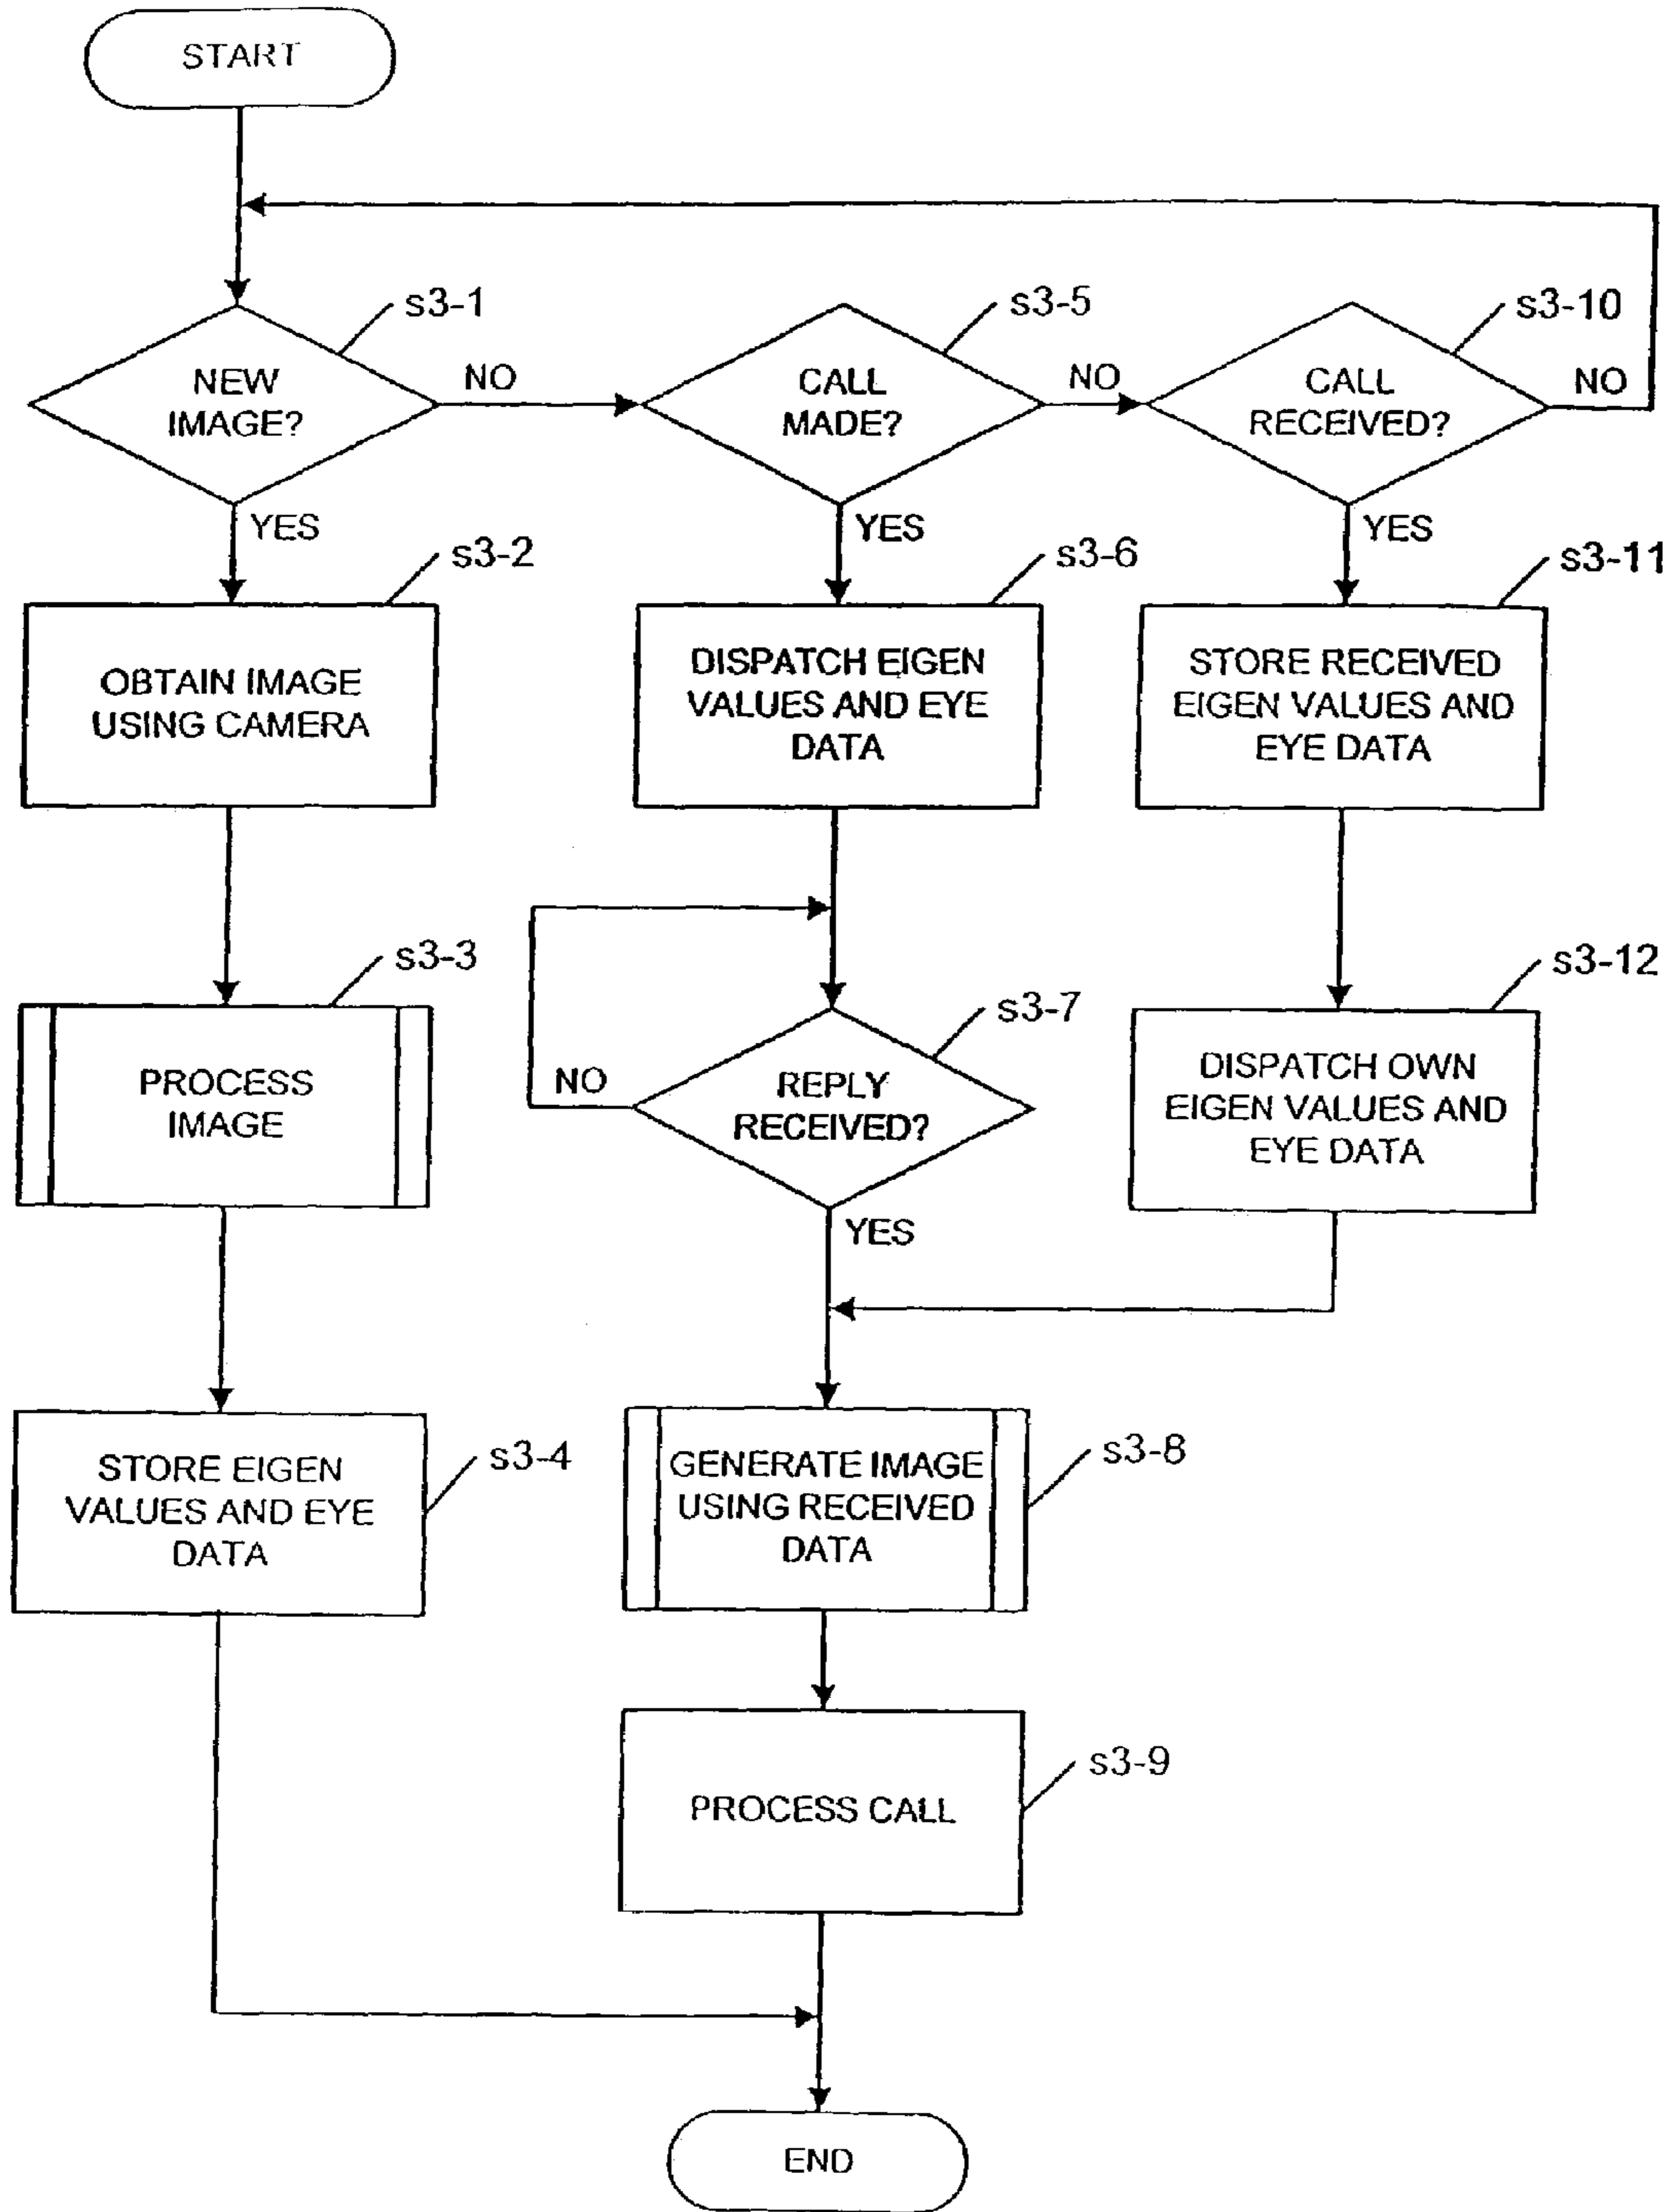 START
s3-1
NEW
IMAGE?
NO
YES
s3-5
CALL
MADE?
NO
YES
s3-10
CALL
RECEIVED?
NO
YES
s3-2
OBTAIN IMAGE
USING CAMERA
s3-6
DISPATCH EIGEN
VALUES AND EYE
DATA
s3-11
STORE RECEIVED
EIGEN VALUES AND
EYE DATA
s3-3
PROCESS
IMAGE
s3-7
REPLY
RECEIVED?
NO
YES
s3-12
DISPATCH OWN
EIGEN VALUES AND
EYE DATA
s3-4
STORE EIGEN
VALUES AND EYE
DATA
s3-8
GENERATE IMAGE
USING RECEIVED
DATA
s3-9
PROCESS CALL
END